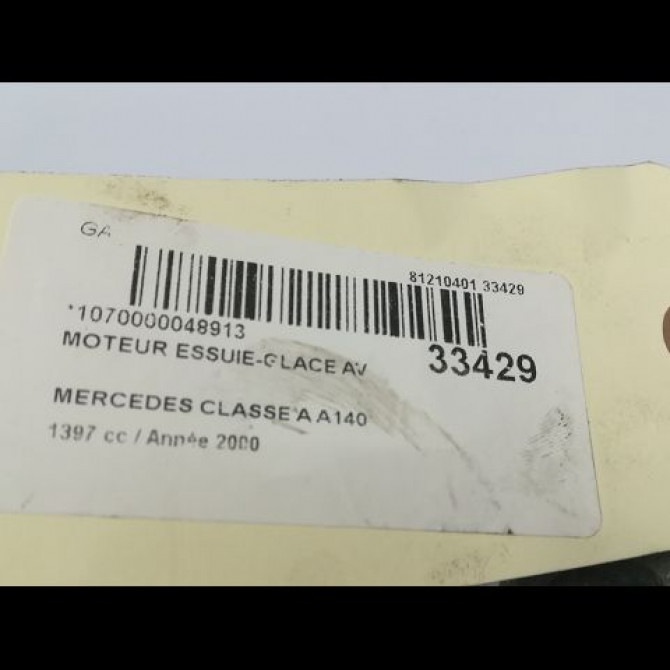 GA
81210401 33429
*1070000048913
33429
MOTEUR ESSUIE-GLACE AV
MERCEDES CLASSE A A140
1397 cc / Année 2000